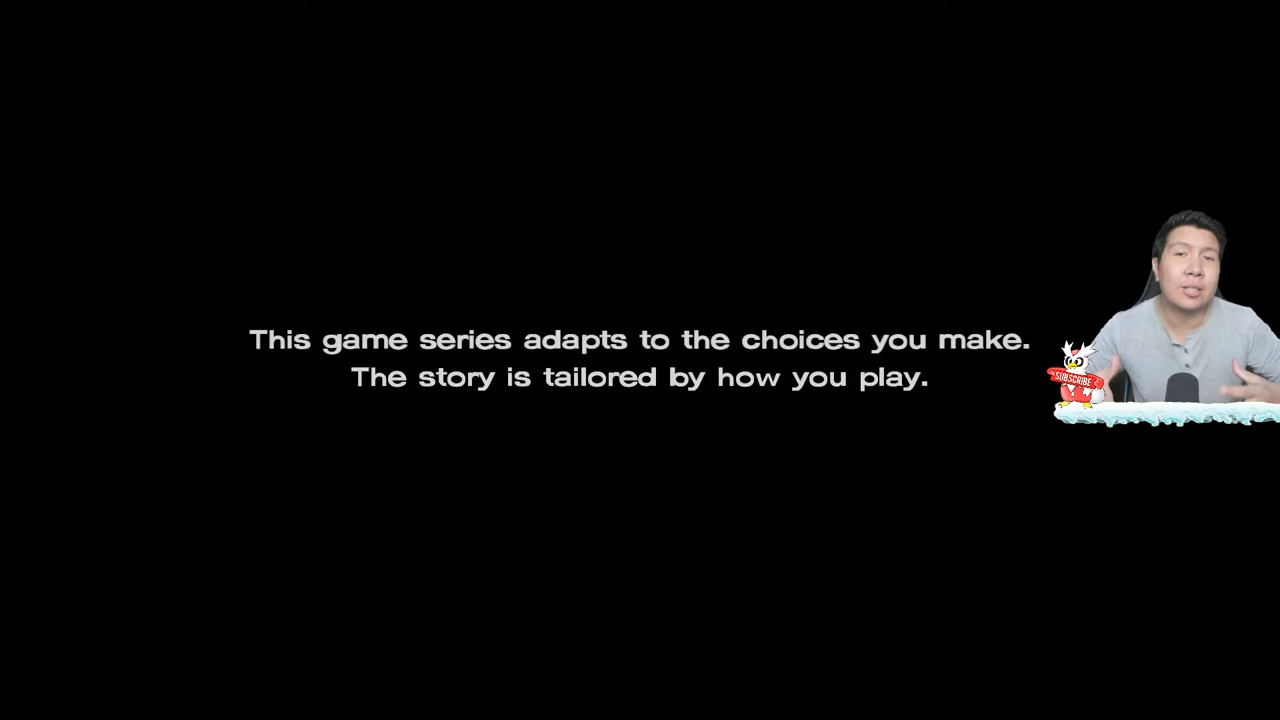 This game series adapts to the choices you make.
The story is tailored by how you play.
SUBSCRIBE